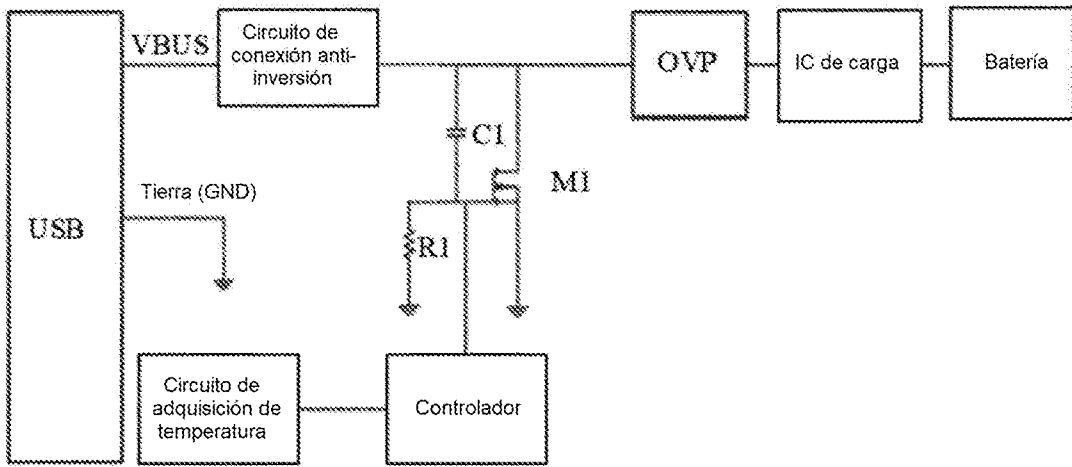 VBUS
Circuito de
conexión anti-
inversión
OVP
IC de carga
Batería
C1
M1
Tierra (GND)
USB
R1
Circuito de
adquisición de
temperatura
Controlador